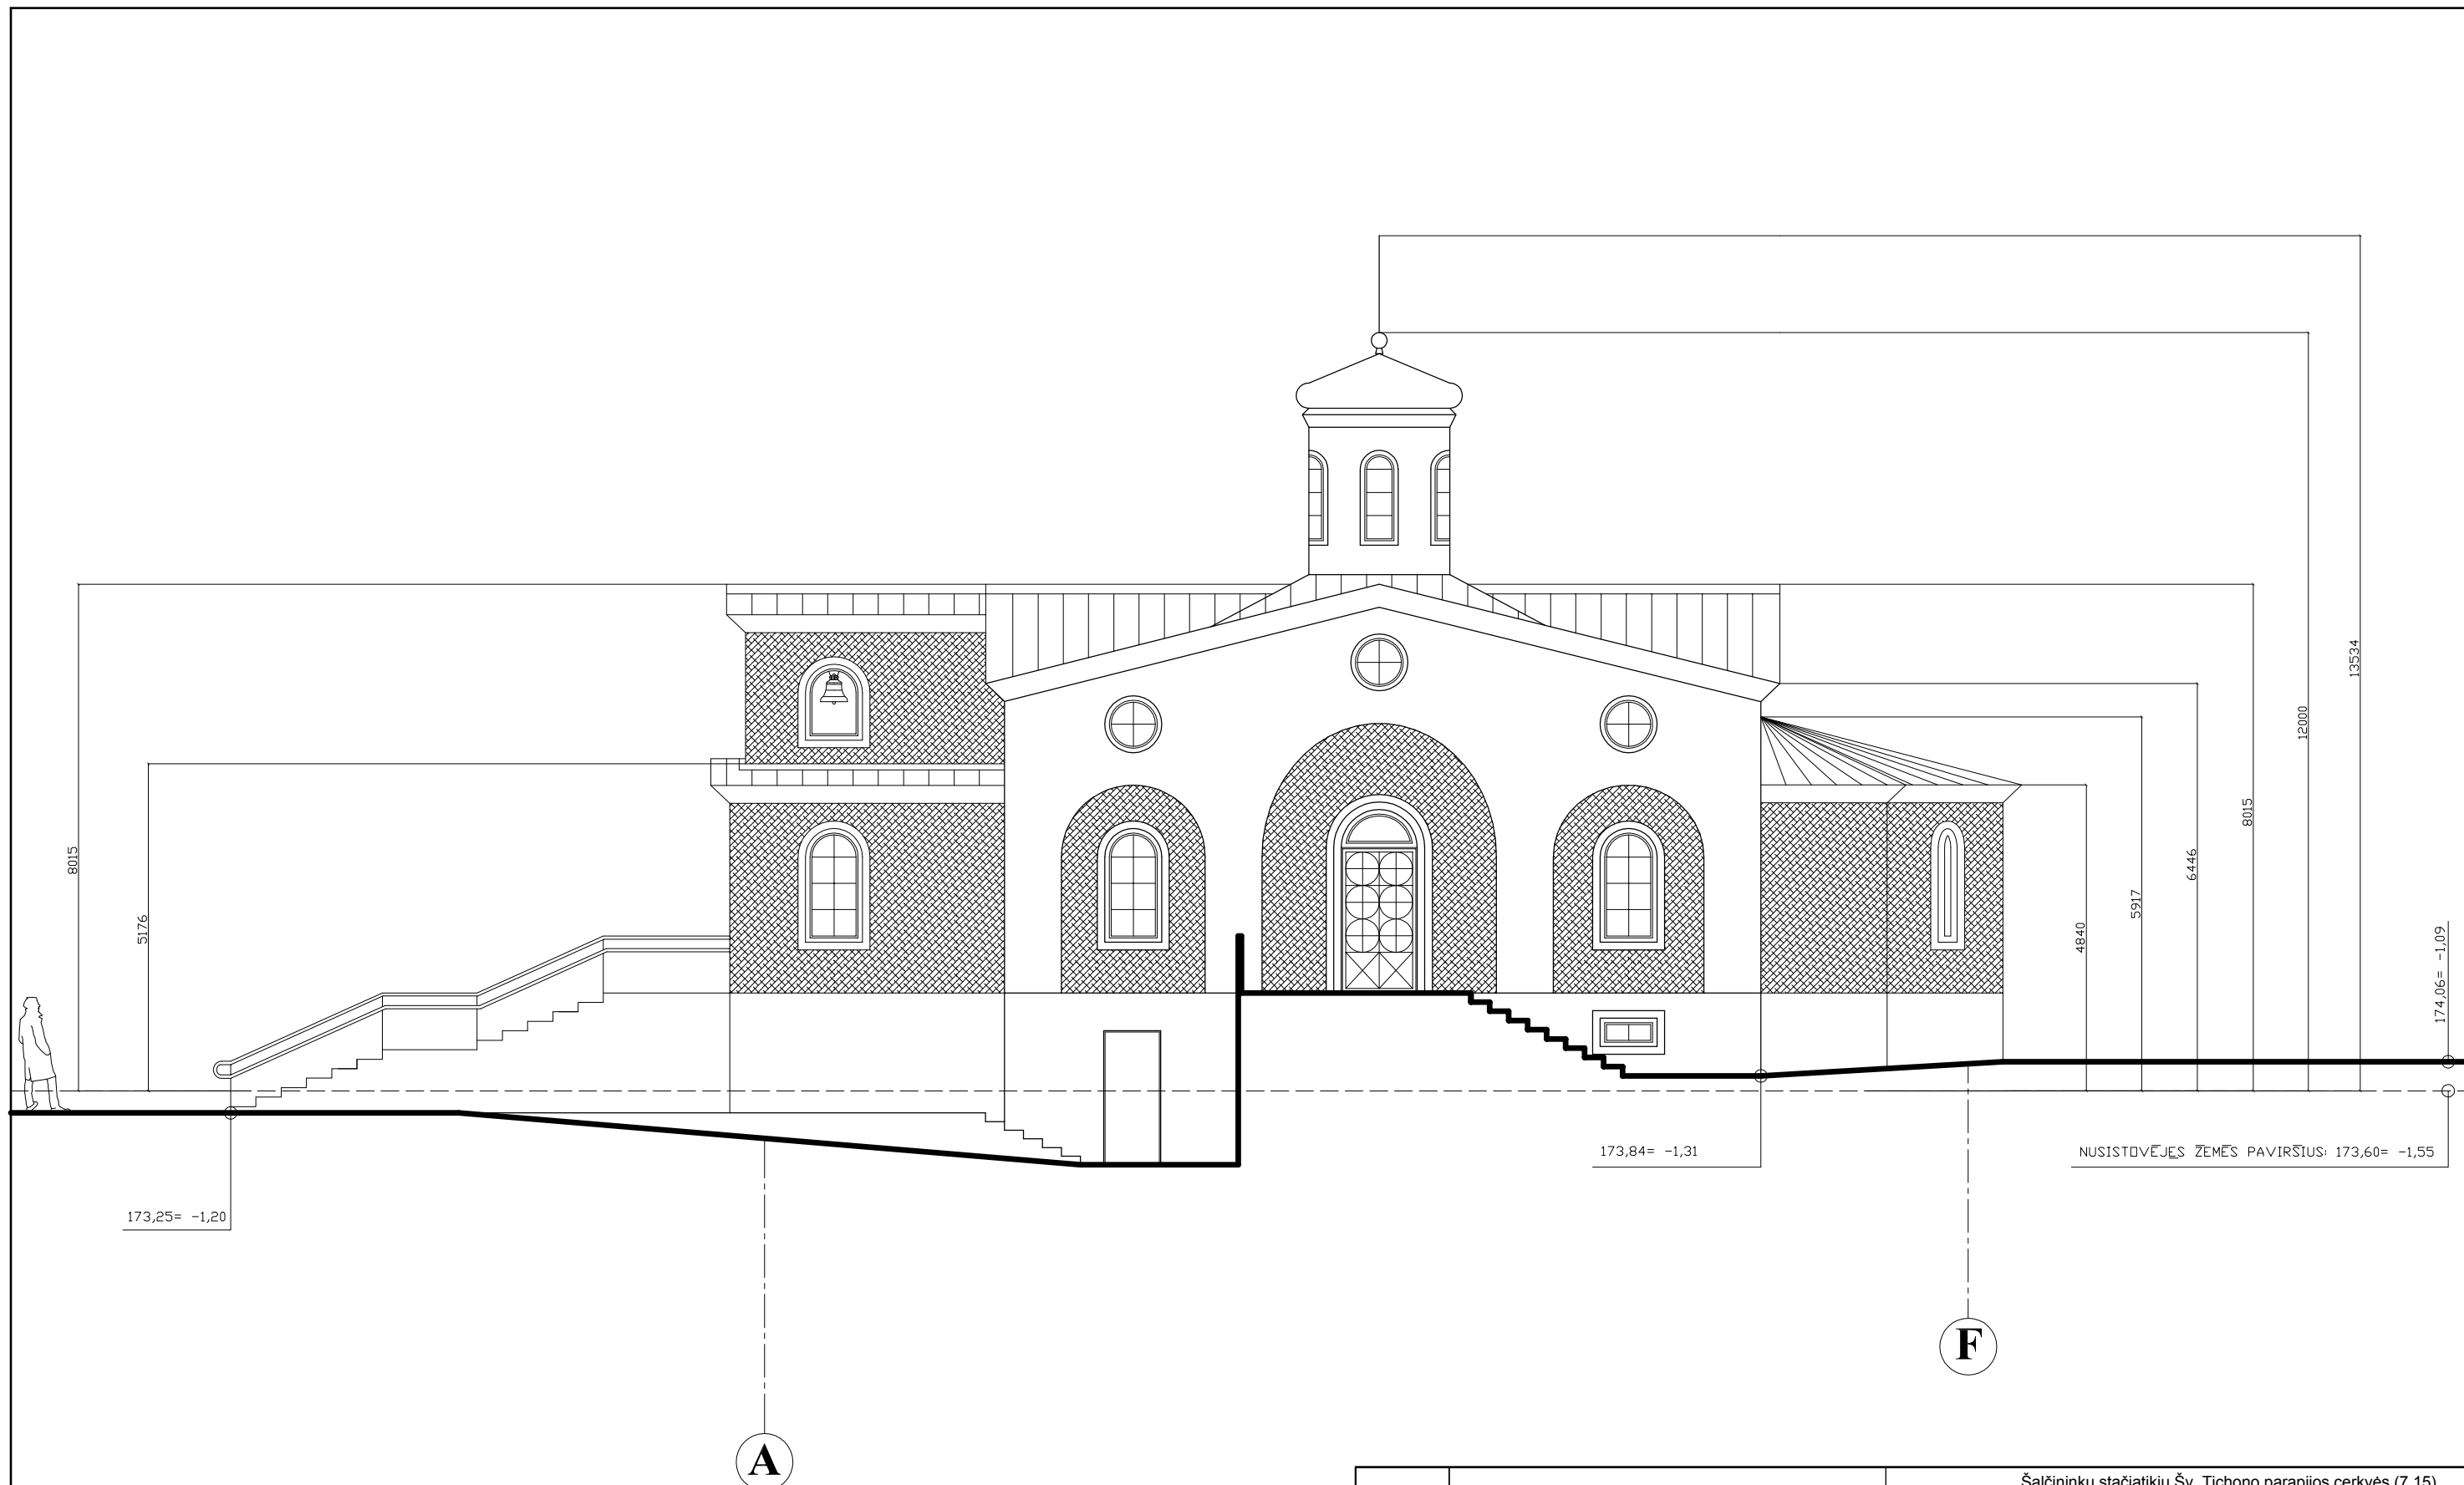 13534
12000
8015
8015
6446
5917
5176
4840
174,06= -1,09
173,84= -1,31
NUSISTOVĖJĘS ŽEMĖS PAVIRŠIUS: 173,60= -1,55
173,25= -1,20
F
A
Šalčininkų stačiatikių Šv. Tichono parapijos cerkvės (7.15)